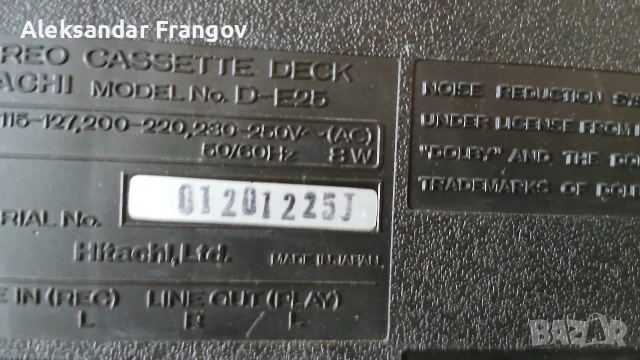 Aleksandar Frangov
REO CASSETTE DECK
ACHI MODEL No. D-E25
115-127,200-220,230-250V~(AC)
50/60Hz 8W
RIAL No. 01201225J
Hitachi, Ltd. MADE IN JAPAN
E IN (REC) LINE OUT (PLAY)
L R / L
NOISE REDUCTION SYS
UNDER LICENSE FROM
"DOLBY" AND THE DO
TRADEMARKS OF DOL
BAZAR